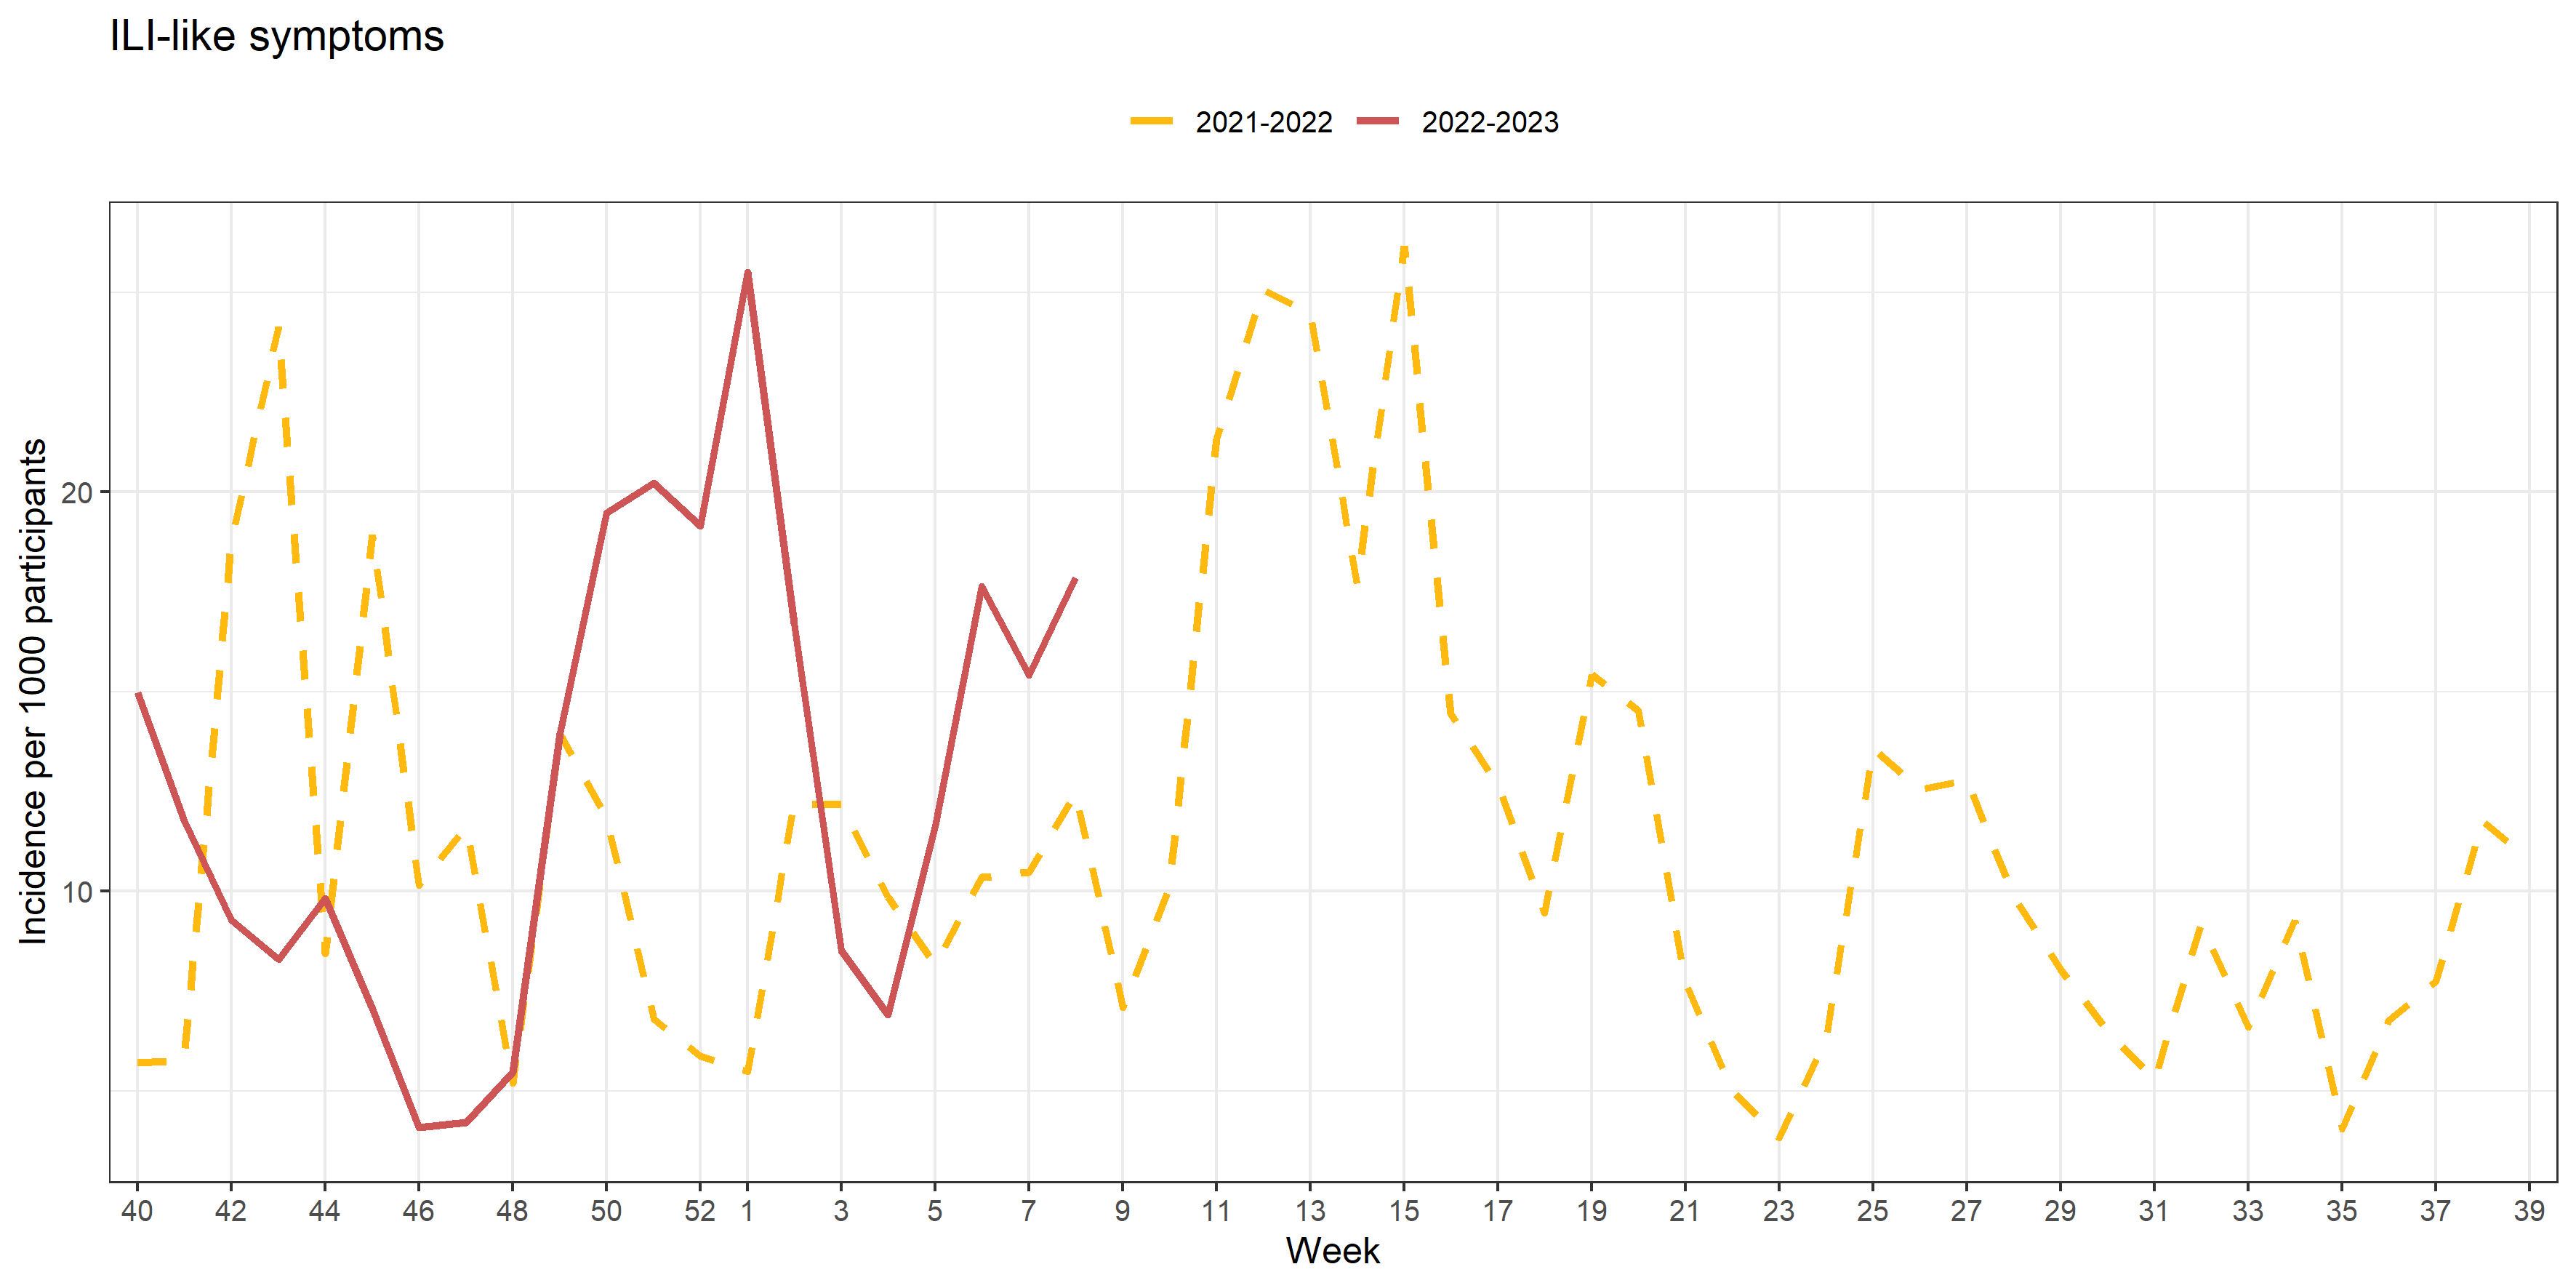 ILI-like symptoms
2021-2022 2022-2023
Incidence per 1000 participants
20
10
40 42 44 46 48 50 52 1 3 5 7 9 11 13 15 17 19 21 23 25 27 29 31 33 35 37 39
Week